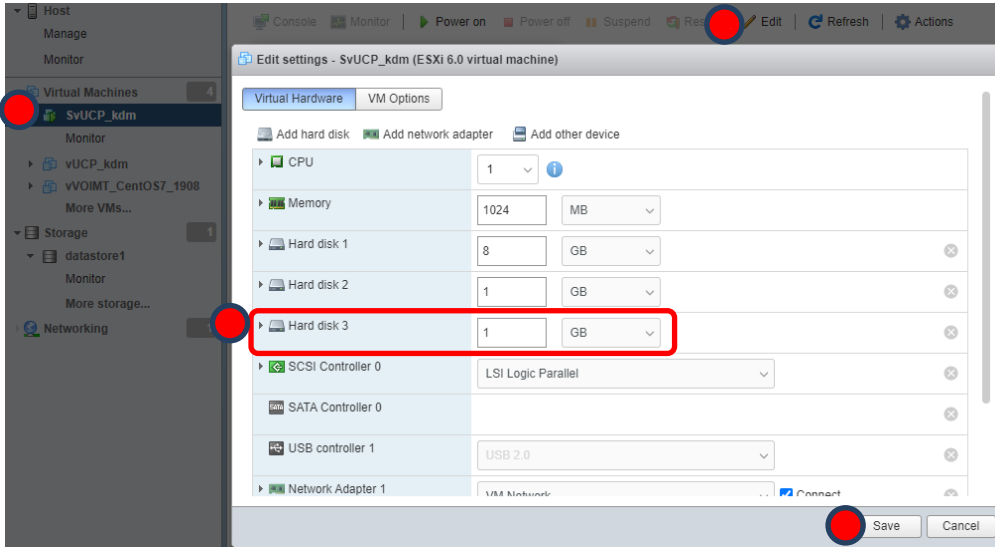 Host
Manage
Monitor
Virtual Machines 4
SvUCP_kdm
Monitor
vUCP_kdm
vVOIMT_CentOS7_1908
More VMs...
Storage 1
datastore1
Monitor
More storage...
Networking
Console Monitor Power on Power off Suspend Edit Refresh Actions
Edit settings - SvUCP_kdm (ESXi 6.0 virtual machine)
Virtual Hardware VM Options
Add hard disk Add network adapter Add other device
CPU 1
Memory 1024 MB
Hard disk 1 8 GB
Hard disk 2 1 GB
Hard disk 3 1 GB
SCSI Controller 0 LSI Logic Parallel
SATA SATA Controller 0
USB controller 1 USB 2.0
Network Adapter 1 VM Network Connect
Save Cancel